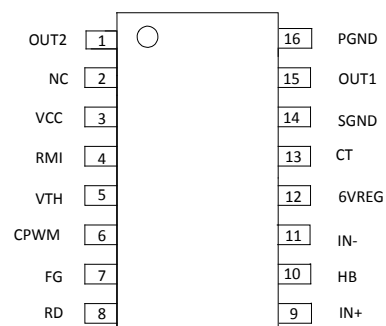 OUT2 1 16 PGND
NC 2 15 OUT1
VCC 3 14 SGND
RMI 4 13 CT
VTH 5 12 6VREG
CPWM 6 11 IN-
FG 7 10 HB
RD 8 9 IN+